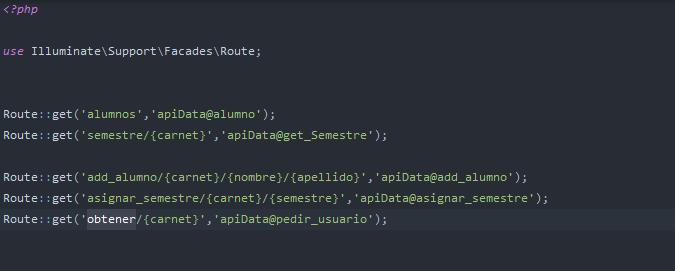 <?php
use Illuminate\Support\Facades\Route;
Route::get('alumnos','apiData@alumno');
Route::get('semestre/{carnet}','apiData@get_Semestre');
Route::get('add_alumno/{carnet}/{nombre}/{apellido}','apiData@add_alumno');
Route::get('asignar_semestre/{carnet}/{semestre}','apiData@asignar_semestre');
Route::get('obtener/{carnet}','apiData@pedir_usuario');